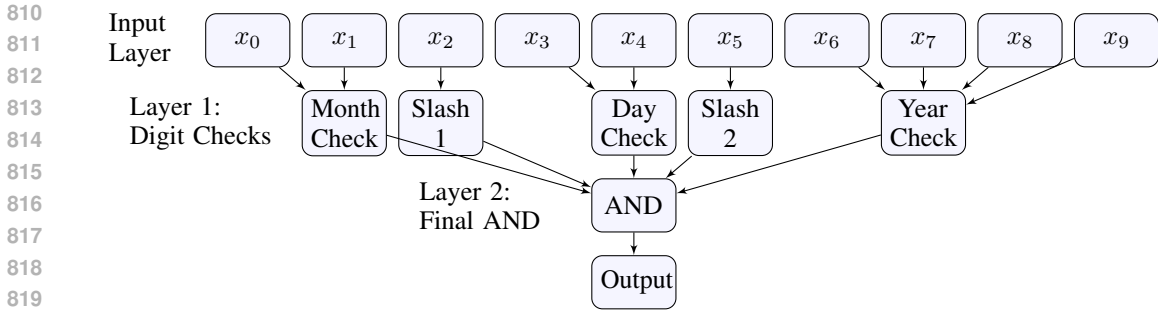 810
811
812
813
814
815
816
817
818
819
Input
Layer
x0 x1 x2 x3 x4 x5 x6 x7 x8 x9
Layer 1:
Digit Checks
Month
Check
Slash
1
Day
Check
Slash
2
Year
Check
Layer 2:
Final AND
AND
Output